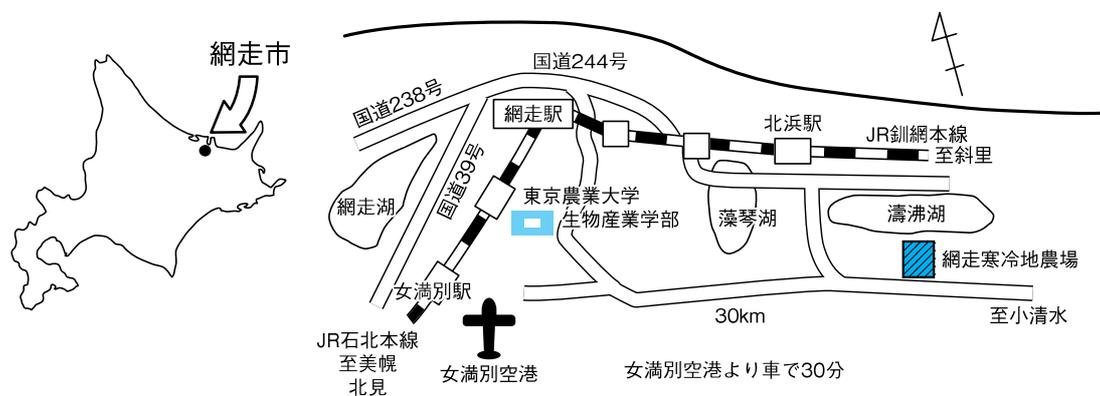 網走市
国道244号
国道238号
網走駅
北浜駅
JR釧網本線
至斜里
国道39号
網走湖
東京農業大学
生物産業学部
藻琴湖
濤沸湖
網走寒冷地農場
女満別駅
30km
至小清水
JR石北本線
至美幌
北見
女満別空港
女満別空港より車で30分